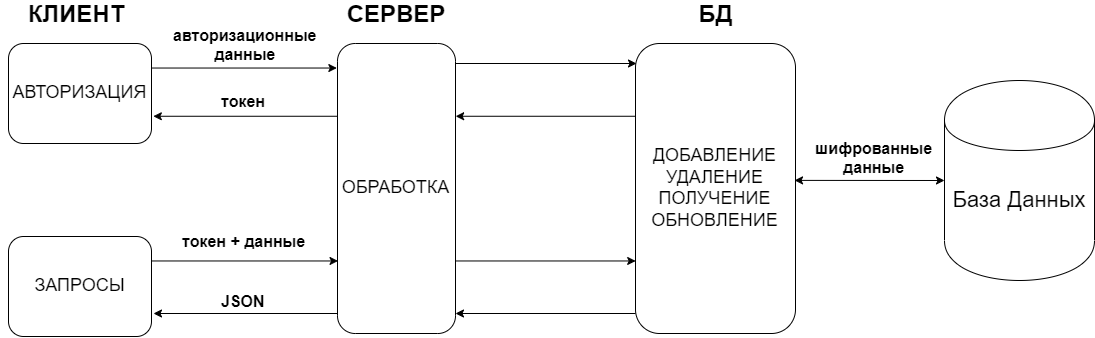 КЛИЕНТ
СЕРВЕР
БД
авторизационные
данные
АВТОРИЗАЦИЯ
токен
ОБРАБОТКА
ДОБАВЛЕНИЕ
УДАЛЕНИЕ
ПОЛУЧЕНИЕ
ОБНОВЛЕНИЕ
шифрованные
данные
База Данных
токен + данные
ЗАПРОСЫ
JSON